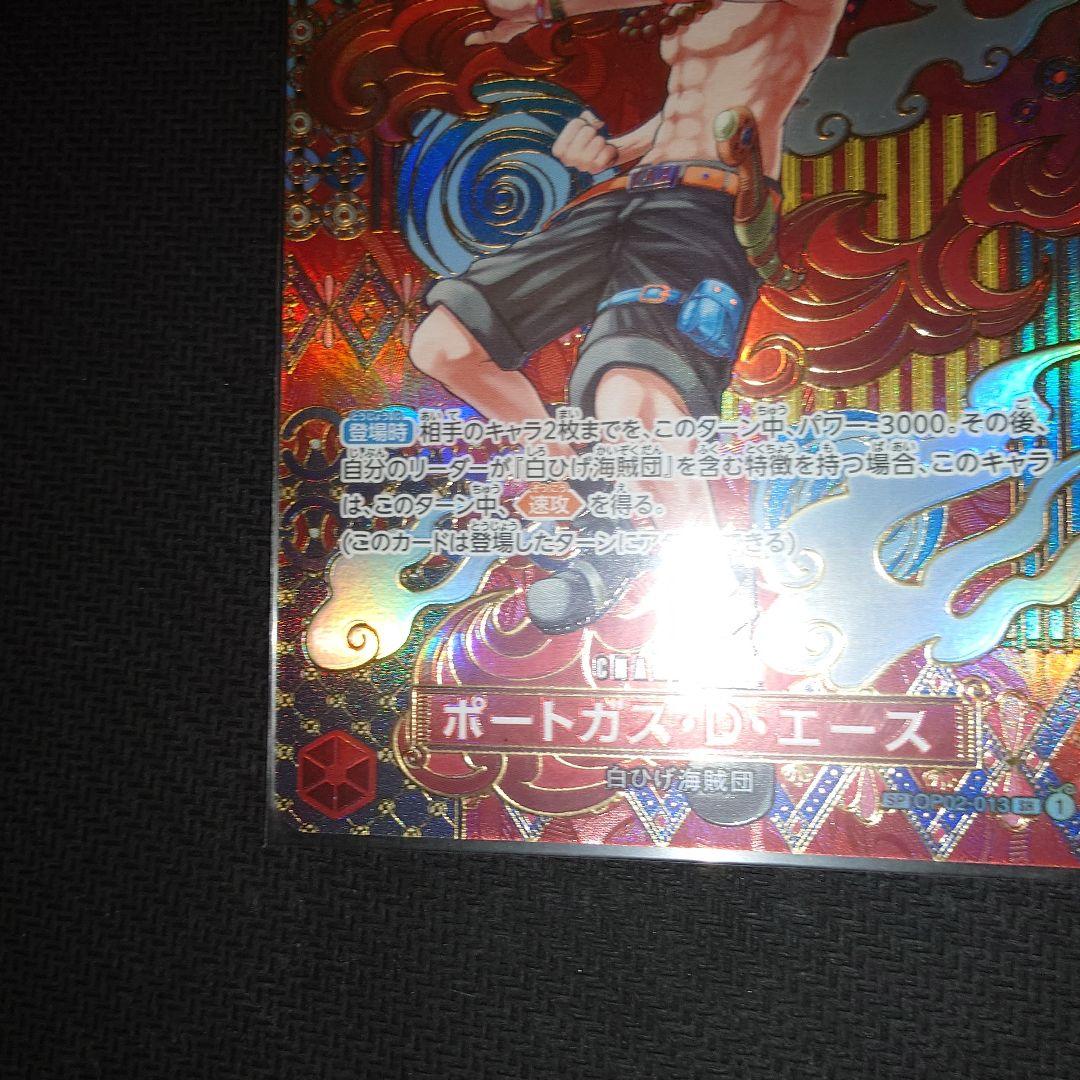 登場時 相手のキャラ2枚までを、このターン中、パワー-3000。その後、
自分のリーダーが『白ひげ海賊団』を含む特徴を持つ場合、このキャラ
は、このターン中、速攻を得る。
(このカードは登場したターンにア できる)
ポートガス・D・エース
白ひげ海賊団
SP OP02-013 SR 1